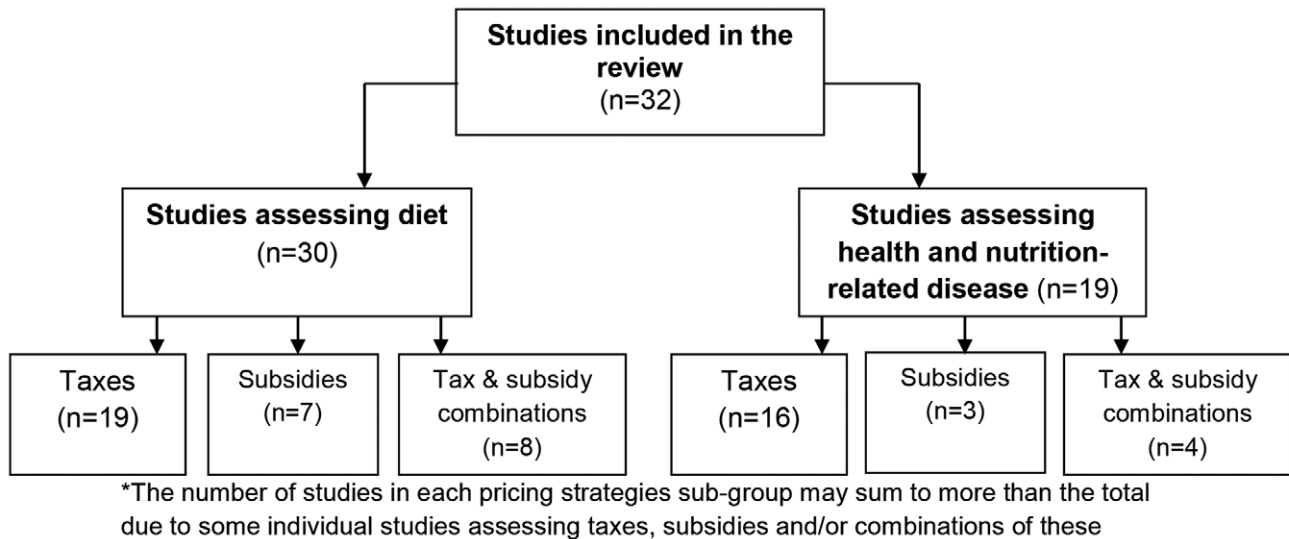 Studies included in the
review
(n=32)
Studies assessing diet
(n=30)
Studies assessing
health and nutrition-
related disease (n=19)
Taxes
(n=19)
Subsidies
(n=7)
Tax & subsidy
combinations
(n=8)
Taxes
(n=16)
Subsidies
(n=3)
Tax & subsidy
combinations
(n=4)
*The number of studies in each pricing strategies sub-group may sum to more than the total
due to some individual studies assessing taxes, subsidies and/or combinations of these